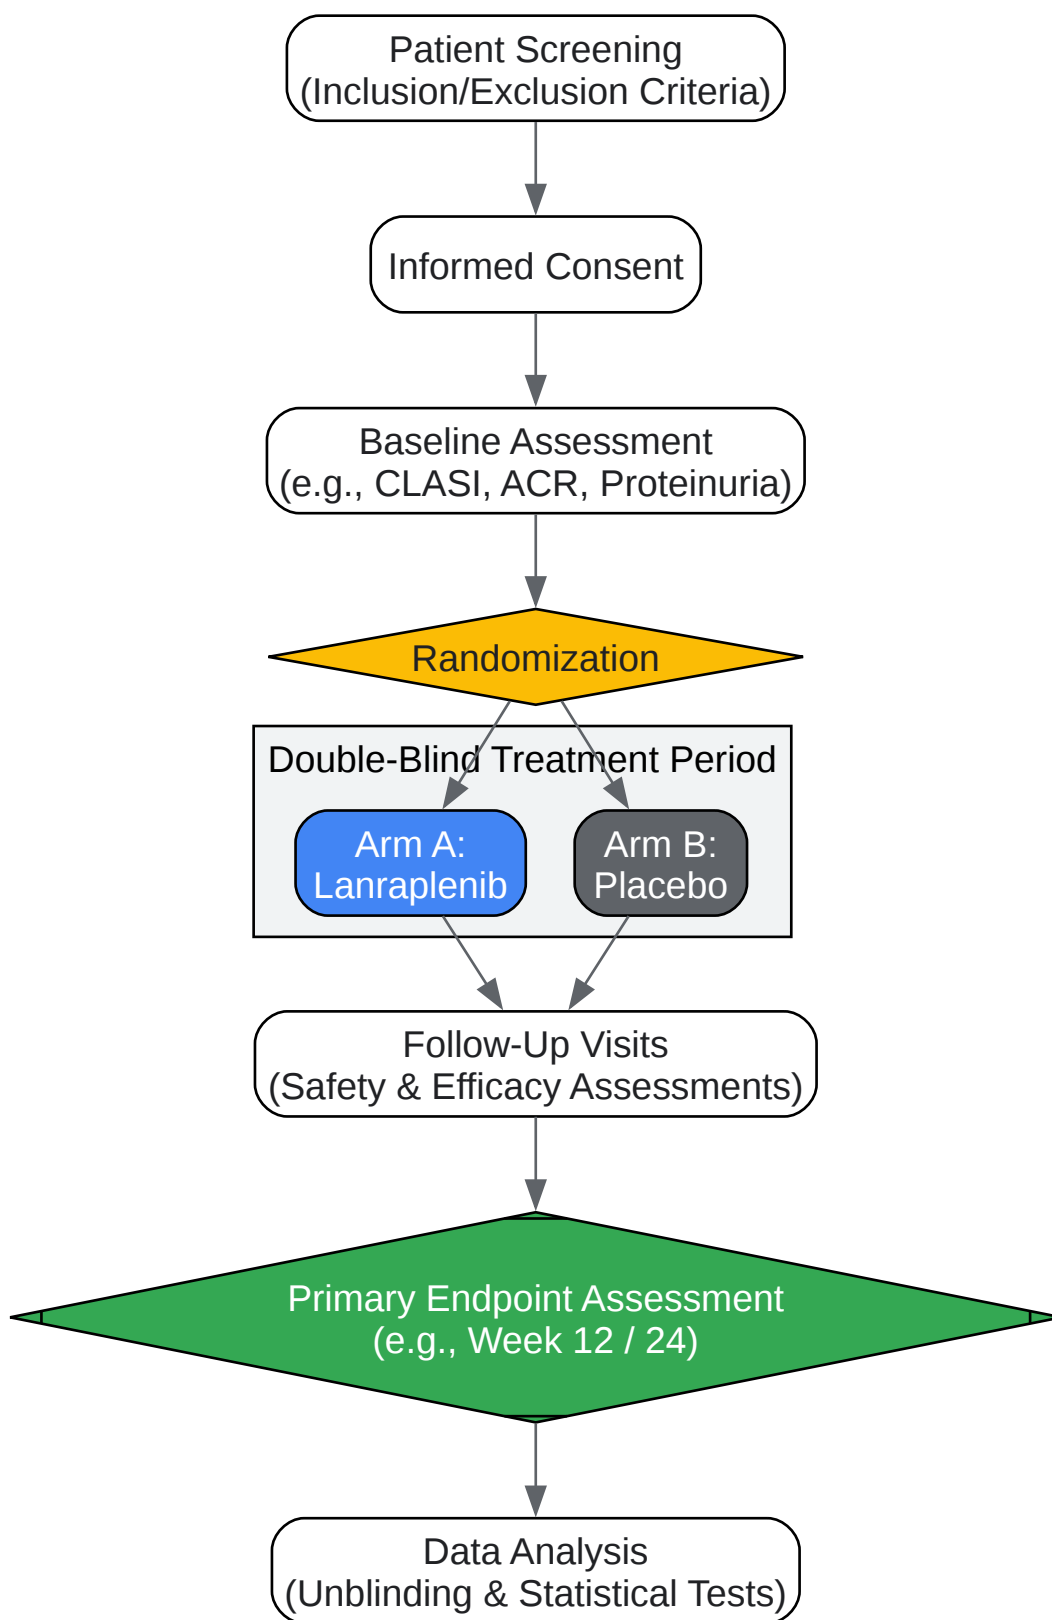 Patient Screening
(Inclusion/Exclusion Criteria)
Informed Consent
Baseline Assessment
(e.g., CLASI, ACR, Proteinuria)
Randomization
Double-Blind Treatment Period
Arm A:
Lanraplenib
Arm B:
Placebo
Follow-Up Visits
(Safety & Efficacy Assessments)
Primary Endpoint Assessment
(e.g., Week 12 / 24)
Data Analysis
(Unblinding & Statistical Tests)